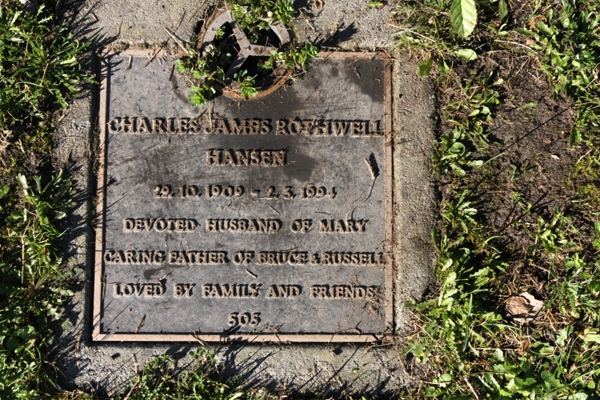 CHARLES JAMES ROTHWELL
HANSEN
29.10.1909 - 2.3.1994
DEVOTED HUSBAND OF MARY
CARING FATHER OF BRUCE & RUSSELL
LOVED BY FAMILY AND FRIENDS
505